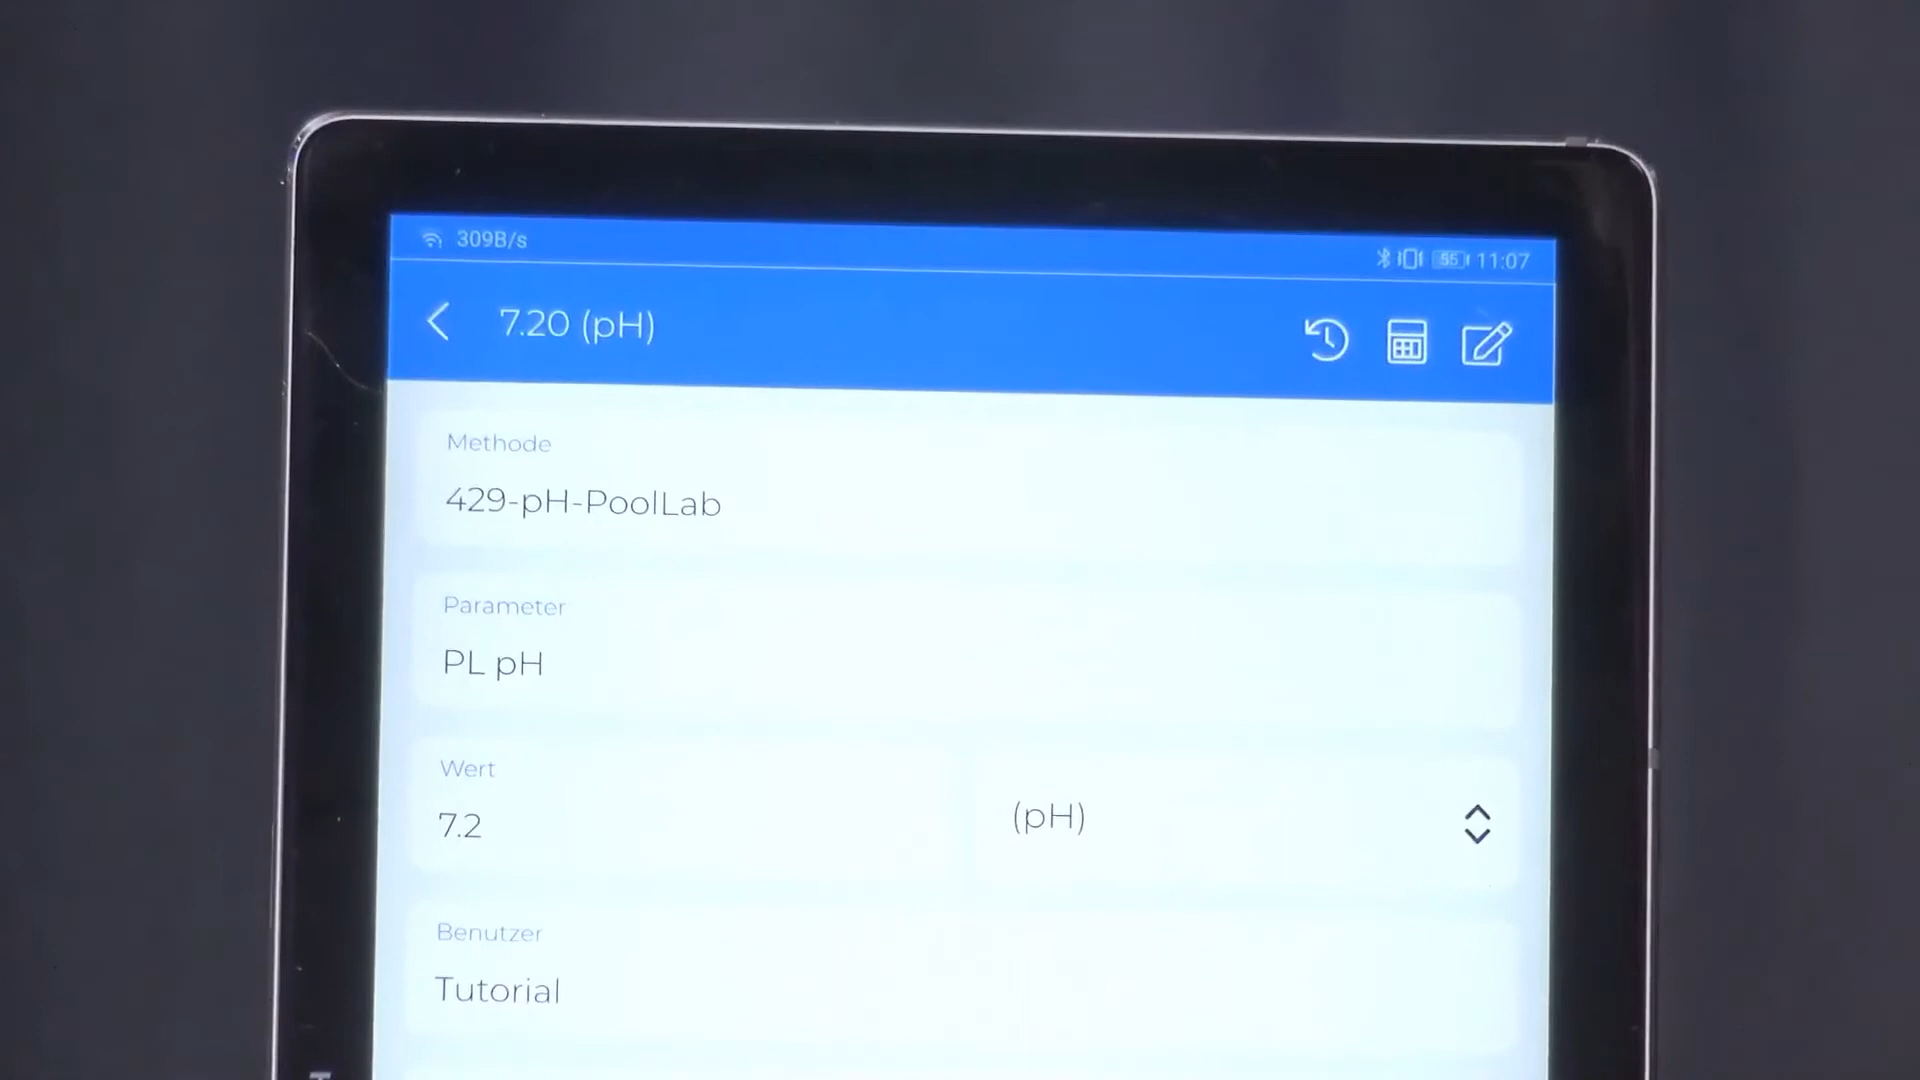 309B/s
55 11:07
7.20 (pH)
Methode
429-pH-PoolLab
Parameter
PL pH
Wert
7.2
(pH)
Benutzer
Tutorial